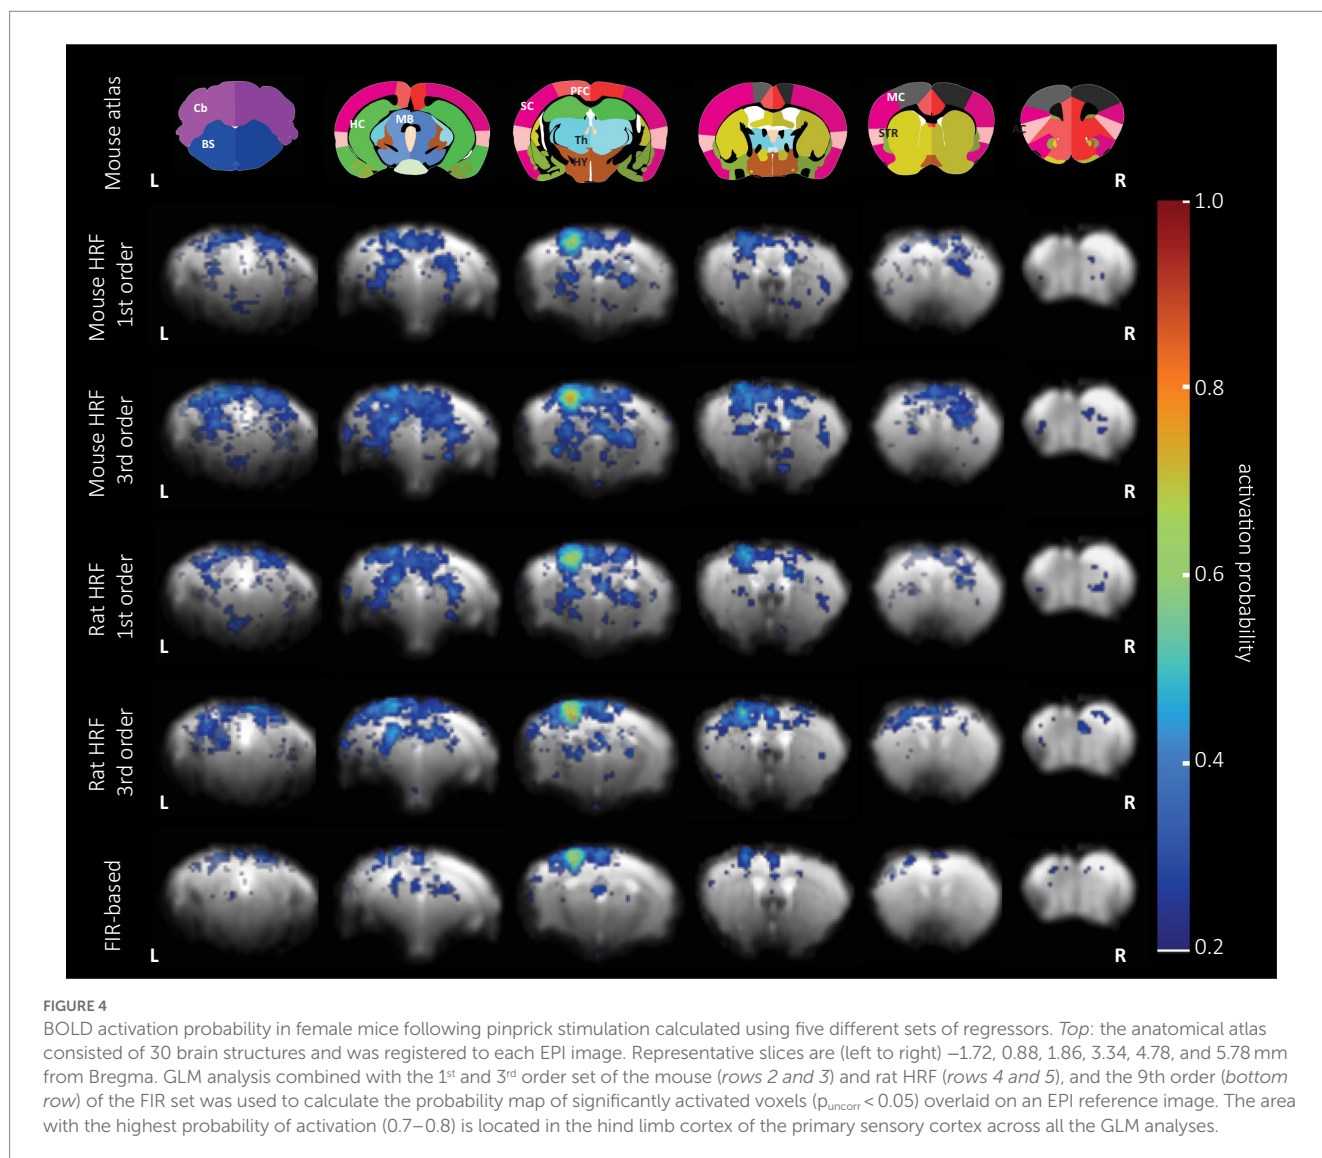 Mouse atlas
Cb
BS
HC
MB
SC
PFC
Th
HY
MC
STR
AC
L
R
Mouse HRF
1st order
L
R
Mouse HRF
3rd order
L
R
Rat HRF
1st order
L
R
Rat HRF
3rd order
L
R
FIR-based
L
R
1.0
0.8
0.6
0.4
0.2
activation probability
FIGURE 4
BOLD activation probability in female mice following pinprick stimulation calculated using five different sets of regressors. Top: the anatomical atlas
consisted of 30 brain structures and was registered to each EPI image. Representative slices are (left to right) −1.72, 0.88, 1.86, 3.34, 4.78, and 5.78 mm
from Bregma. GLM analysis combined with the 1st and 3rd order set of the mouse (rows 2 and 3) and rat HRF (rows 4 and 5), and the 9th order (bottom
row) of the FIR set was used to calculate the probability map of significantly activated voxels (puncorr < 0.05) overlaid on an EPI reference image. The area
with the highest probability of activation (0.7–0.8) is located in the hind limb cortex of the primary sensory cortex across all the GLM analyses.